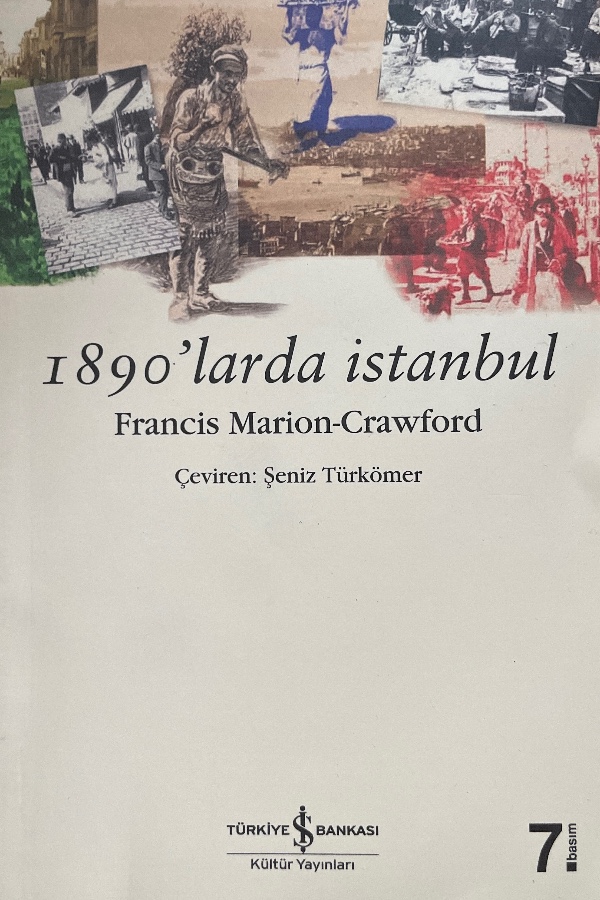 1890'larda istanbul
Francis Marion-Crawford
Çeviren: Şeniz Türkömer
TÜRKİYE İŞ BANKASI
Kültür Yayınları
7. basım